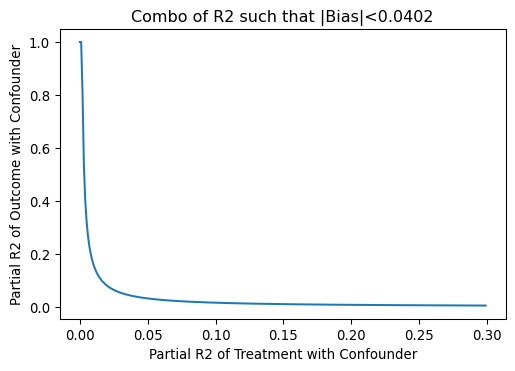 Combo of R2 such that |Bias|<0.0402
Partial R2 of Outcome with Confounder
1.0
0.8
0.6
0.4
0.2
0.0
0.00 0.05 0.10 0.15 0.20 0.25 0.30
Partial R2 of Treatment with Confounder